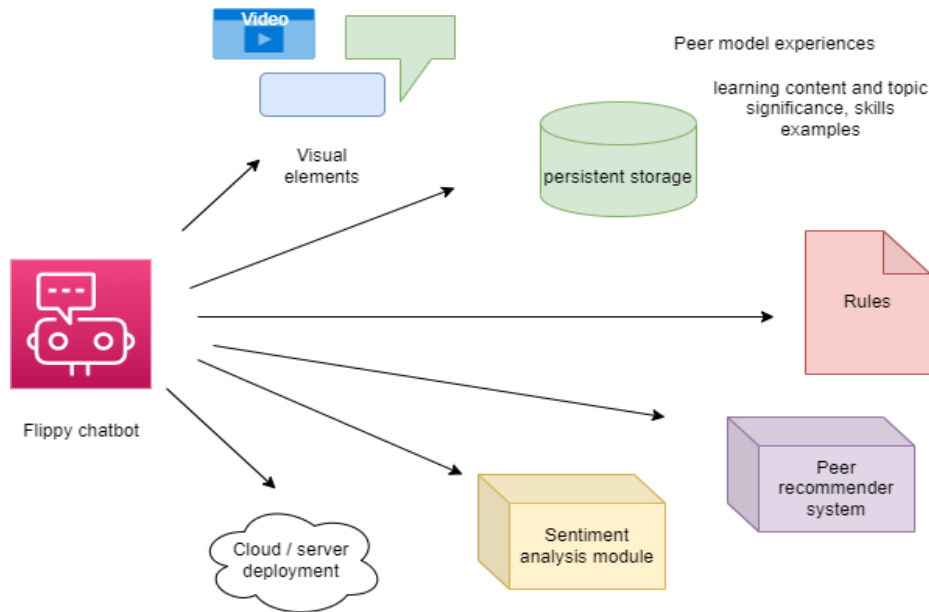 Video
Peer model experiences
learning content and topic
significance, skills
examples
Visual
elements
persistent storage
Rules
Flippy chatbot
Peer
recommender
system
Sentiment
analysis module
Cloud / server
deployment